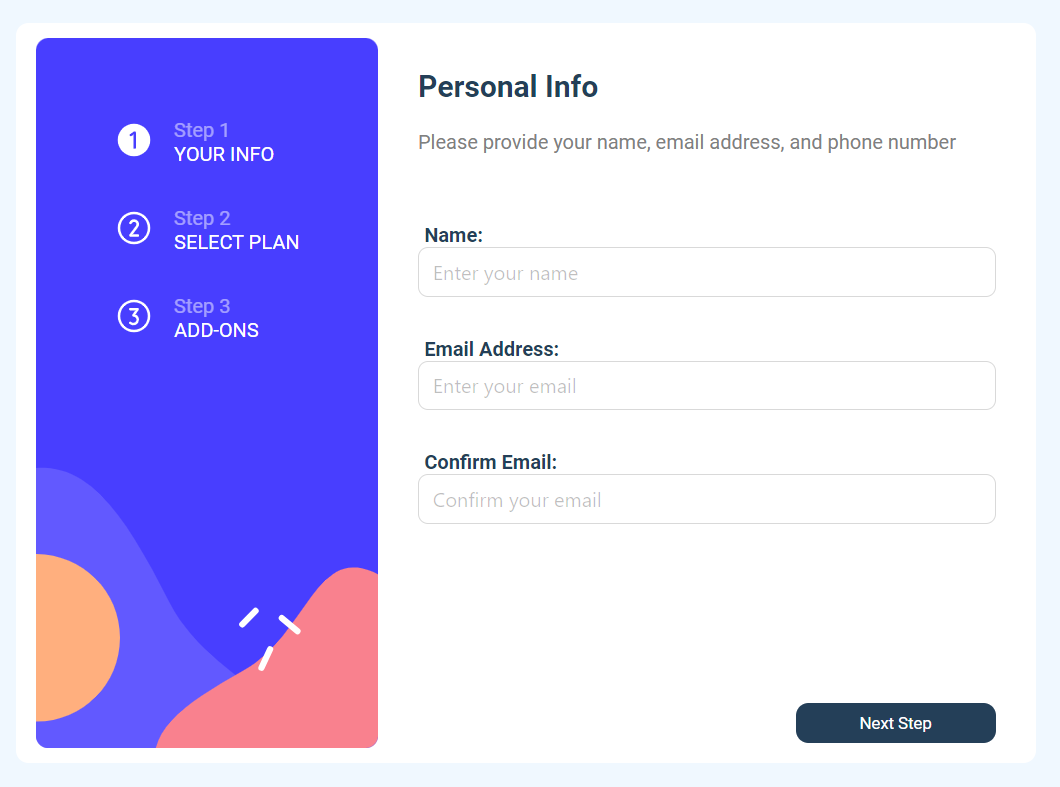 1
Step 1
YOUR INFO
2
Step 2
SELECT PLAN
3
Step 3
ADD-ONS
Personal Info
Please provide your name, email address, and phone number
Name:
Enter your name
Email Address:
Enter your email
Confirm Email:
Confirm your email
Next Step